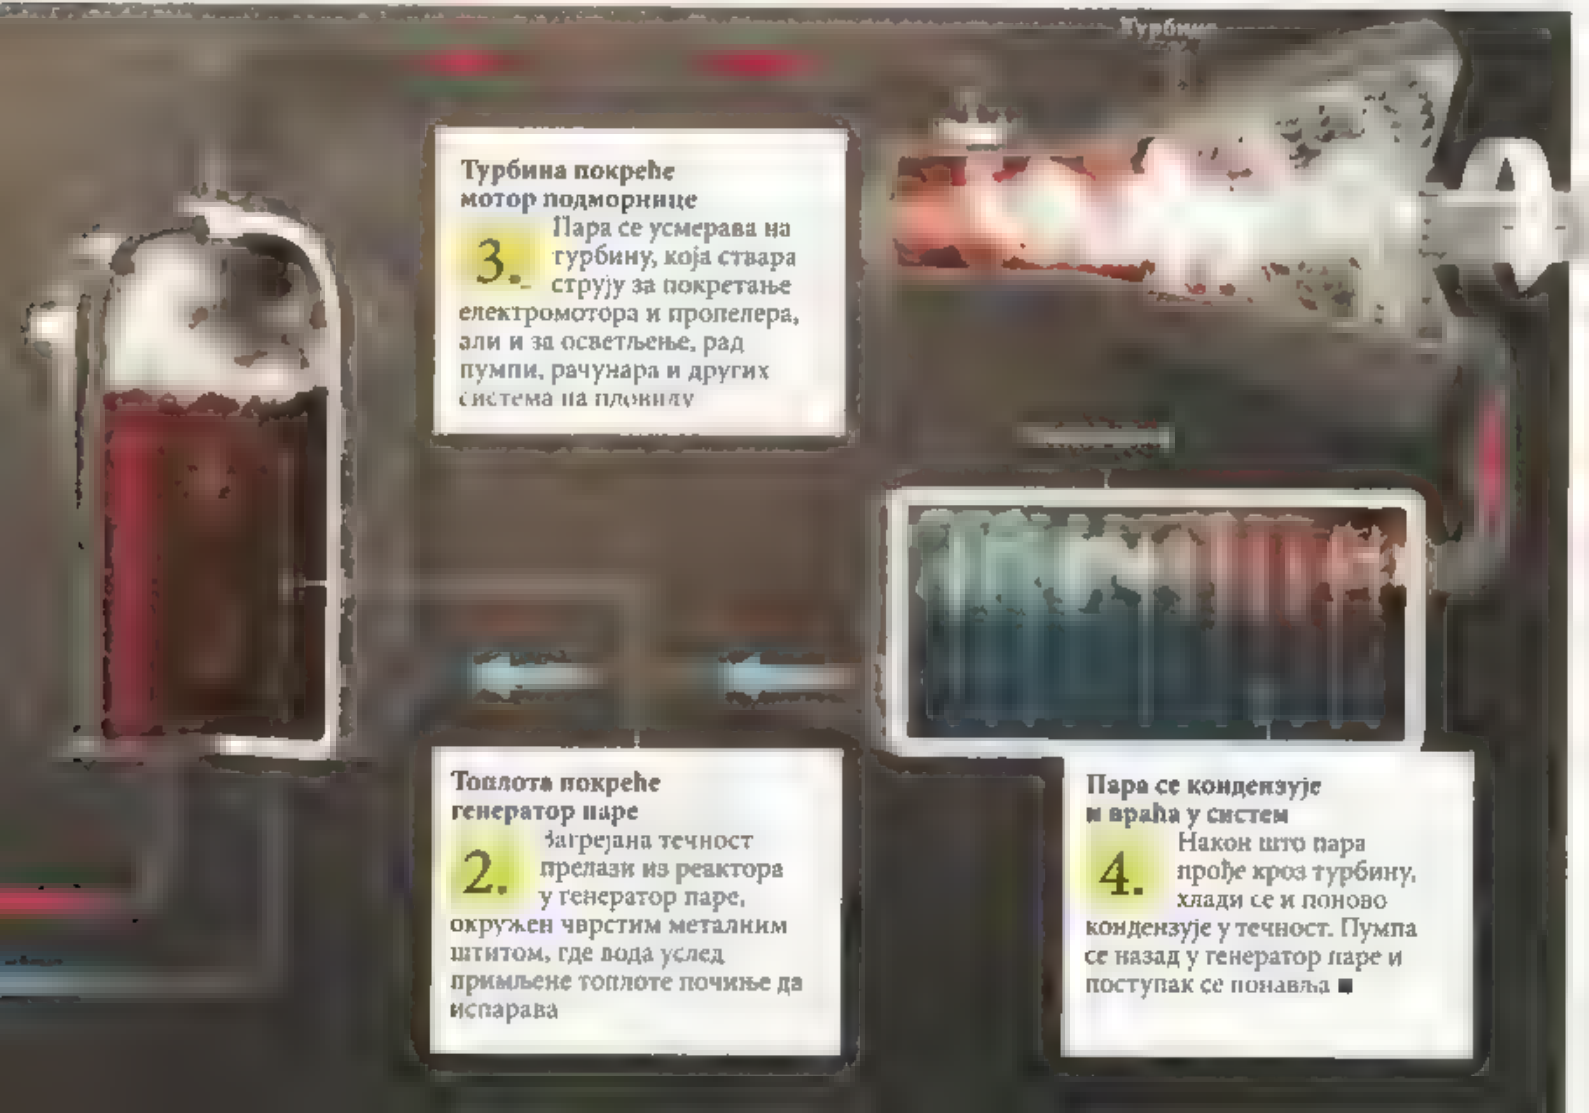 Турбина
Турбина покреће
мотор подморнице
3. Пара се усмерава на
турбину, која ствара
струју за покретање
електромотора и пропелера,
али и за осветљење, рад
пумпи, рачунара и других
система на пловилу
Топлота покреће
генератор паре
2. Загрејана течност
прелази из реактора
у генератор паре,
окружен чврстим металним
штитом, где вода услед
примљене топлоте почиње да
испарава
Пара се кондензује
и враћа у систем
4. Након што пара
прође кроз турбину,
хлади се и поново
кондензује у течност. Пумпа
се назад у генератор паре и
поступак се понавља ■